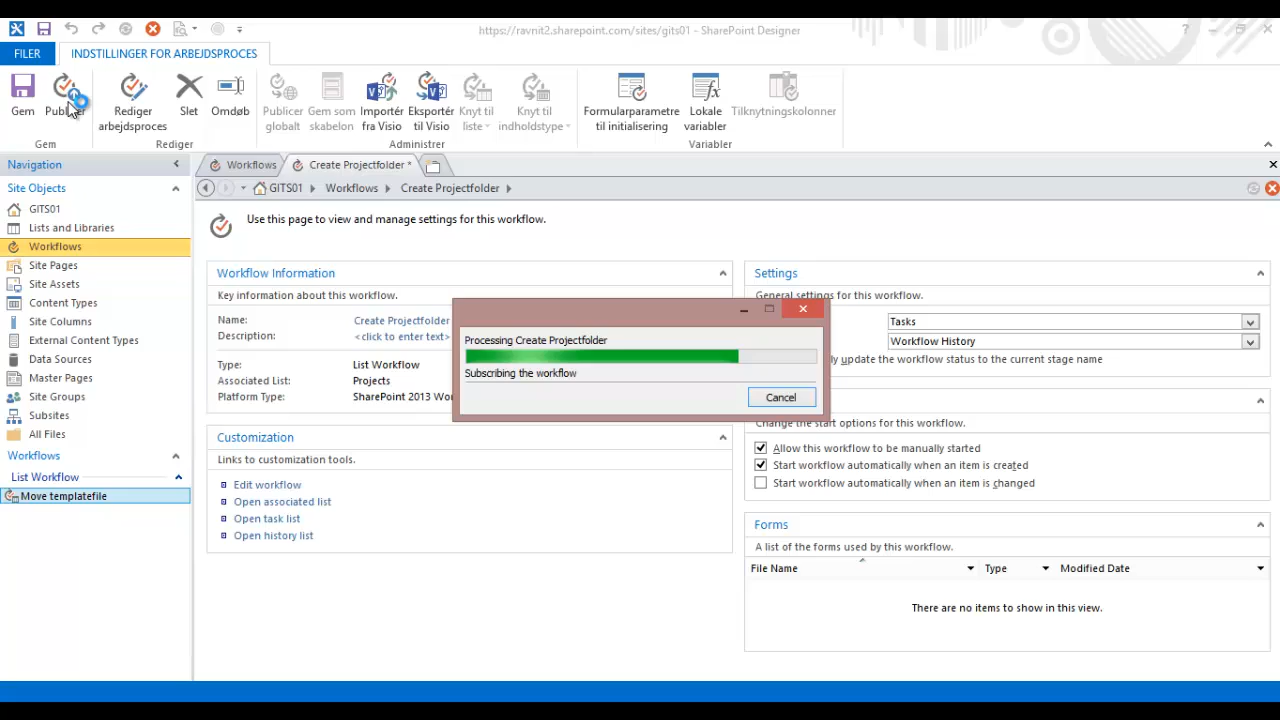 https://ravnit2.sharepoint.com/sites/gits01 - SharePoint Designer
FILER
INDSTILLINGER FOR ARBEJDSPROCES
Gem
Rediger
arbejdsproces
Slet
Omdøb
Publicer
globalt
Gem som
skabelon
Importér
fra Visio
Eksportér
til Visio
Knyt til
liste
Knyt til
indholdstype
Formularparametre
til initialisering
Lokale
variabler
Tilknytningskolonner
Gem
Rediger
Administrer
Variabler
Navigation
Site Objects
GITS01
Lists and Libraries
Workflows
Site Pages
Site Assets
Content Types
Site Columns
External Content Types
Data Sources
Master Pages
Site Groups
Subsites
All Files
Workflows
List Workflow
Move templatefile
Workflows
Create Projectfolder *
GITS01
Workflows
Create Projectfolder
Use this page to view and manage settings for this workflow.
Workflow Information
Key information about this workflow.
Name:
Create Projectfolder
Description:
<click to enter text>
Type:
List Workflow
Associated List:
Projects
Platform Type:
SharePoint 2013
Customization
Links to customization tools.
Edit workflow
Open associated list
Open task list
Open history list
Processing Create Projectfolder
Subscribing the workflow
Cancel
Settings
General settings for this workflow.
Tasks
Workflow History
update the workflow status to the current stage name
Change the start options for this workflow.
Allow this workflow to be manually started
Start workflow automatically when an item is created
Start workflow automatically when an item is changed
Forms
A list of the forms used by this workflow.
File Name
Type
Modified Date
There are no items to show in this view.